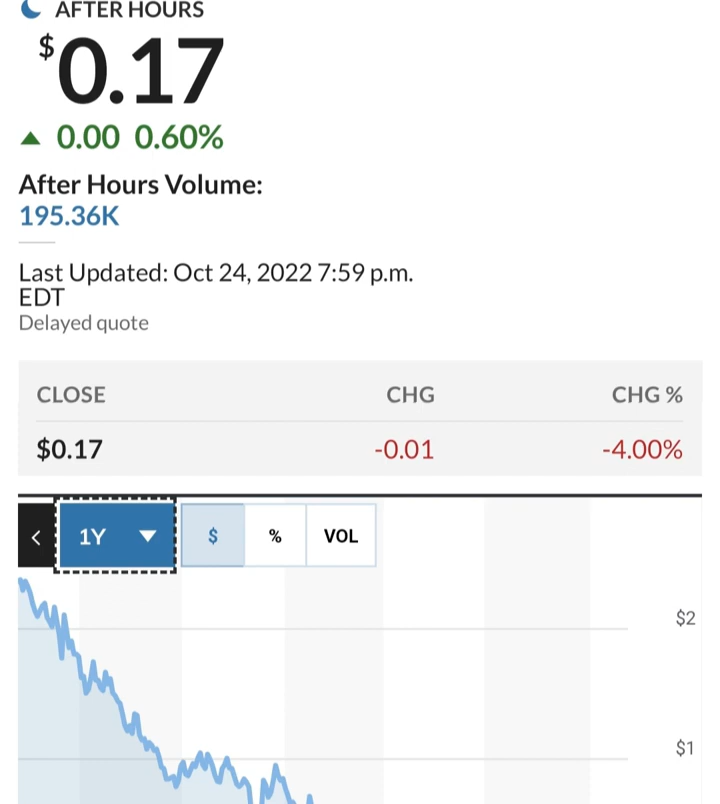 AFTER HOURS
$0.17
▲ 0.00 0.60%
After Hours Volume:
195.36K
Last Updated: Oct 24, 2022 7:59 p.m.
EDT
Delayed quote
CLOSE CHG CHG %
$0.17 -0.01 -4.00%
< 1Y ▼ $ % VOL
$2
$1